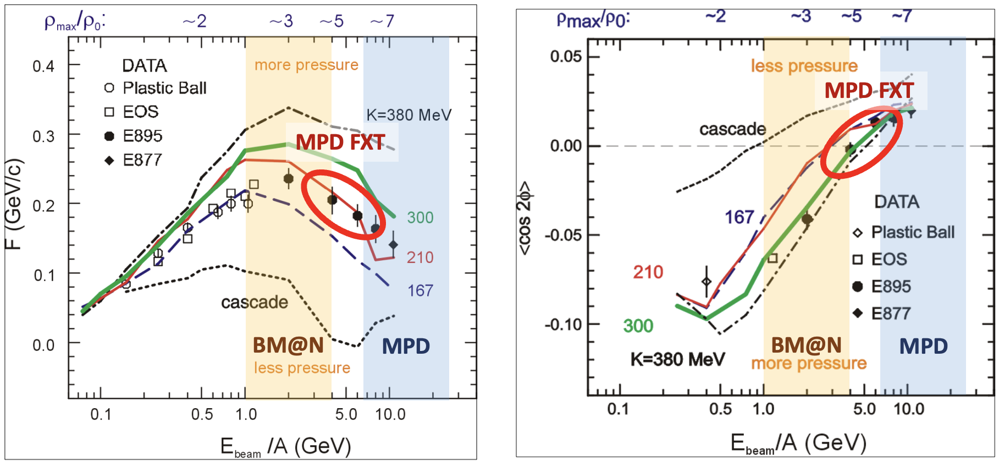 ρmax/ρ0: ~2 ~3 ~5 ~7
0.4
0.3
0.2
0.1
0.0
F (GeV/c)
DATA
Plastic Ball
EOS
E895
E877
more pressure
K=380 MeV
MPD FXT
300
210
167
cascade
BM@N
MPD
less pressure
0.1 0.5 1.0 5.0 10.0
Ebeam /A (GeV)
ρmax/ρ0: ~2 ~3 ~5 ~7
0.05
0.00
-0.05
-0.10
<cos 2ϕ>
less pressure
MPD FXT
cascade
167
210
300
DATA
Plastic Ball
EOS
E895
E877
K=380 MeV
BM@N
MPD
more pressure
0.1 0.5 1.0 5.0 10.0
Ebeam/A (GeV)